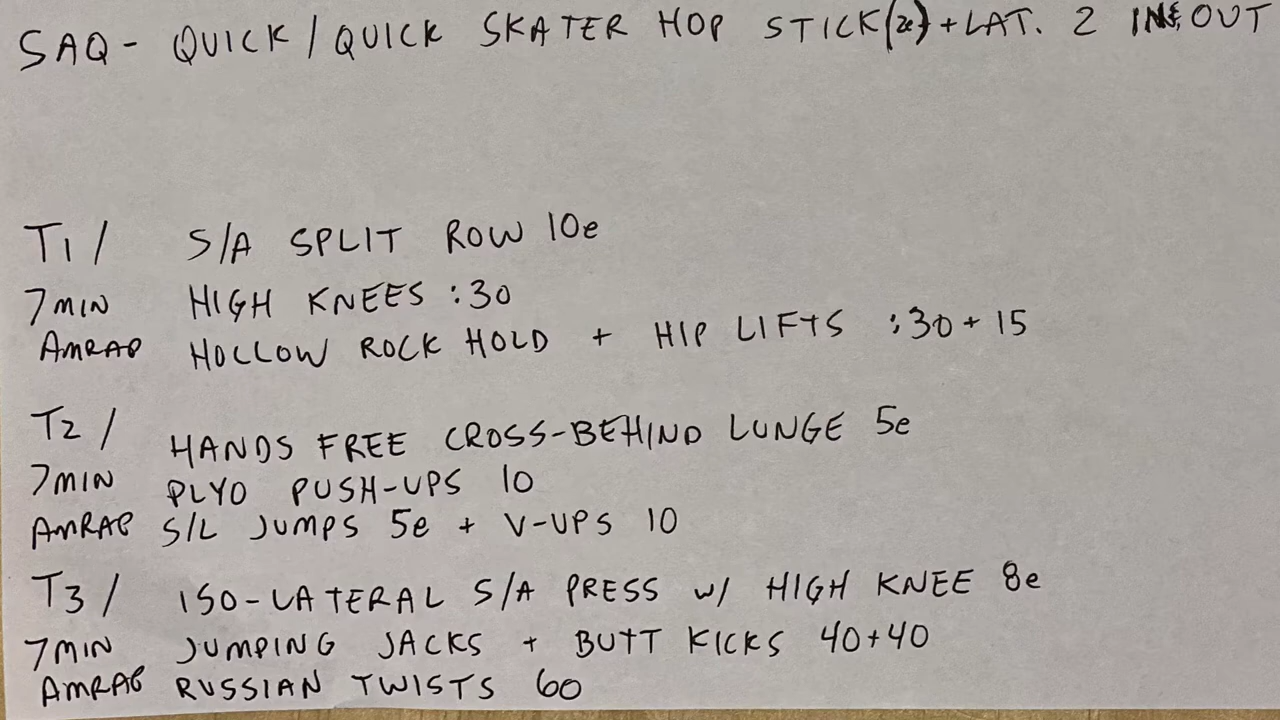 SAQ- QUICK/QUICK SKATER HOP STICK(2e)+LAT. 2 IN&OUT
T1/ S/A SPLIT ROW 10e
7MIN HIGH KNEES :30
AMRAP HOLLOW ROCK HOLD + HIP LIFTS :30+15
T2/ HANDS FREE CROSS-BEHIND LUNGE 5e
7MIN PLYO PUSH-UPS 10
AMRAP S/L JUMPS 5e + V-UPS 10
T3/ ISO-LATERAL S/A PRESS W/ HIGH KNEE 8e
7MIN JUMPING JACKS + BUTT KICKS 40+40
AMRAP RUSSIAN TWISTS 60